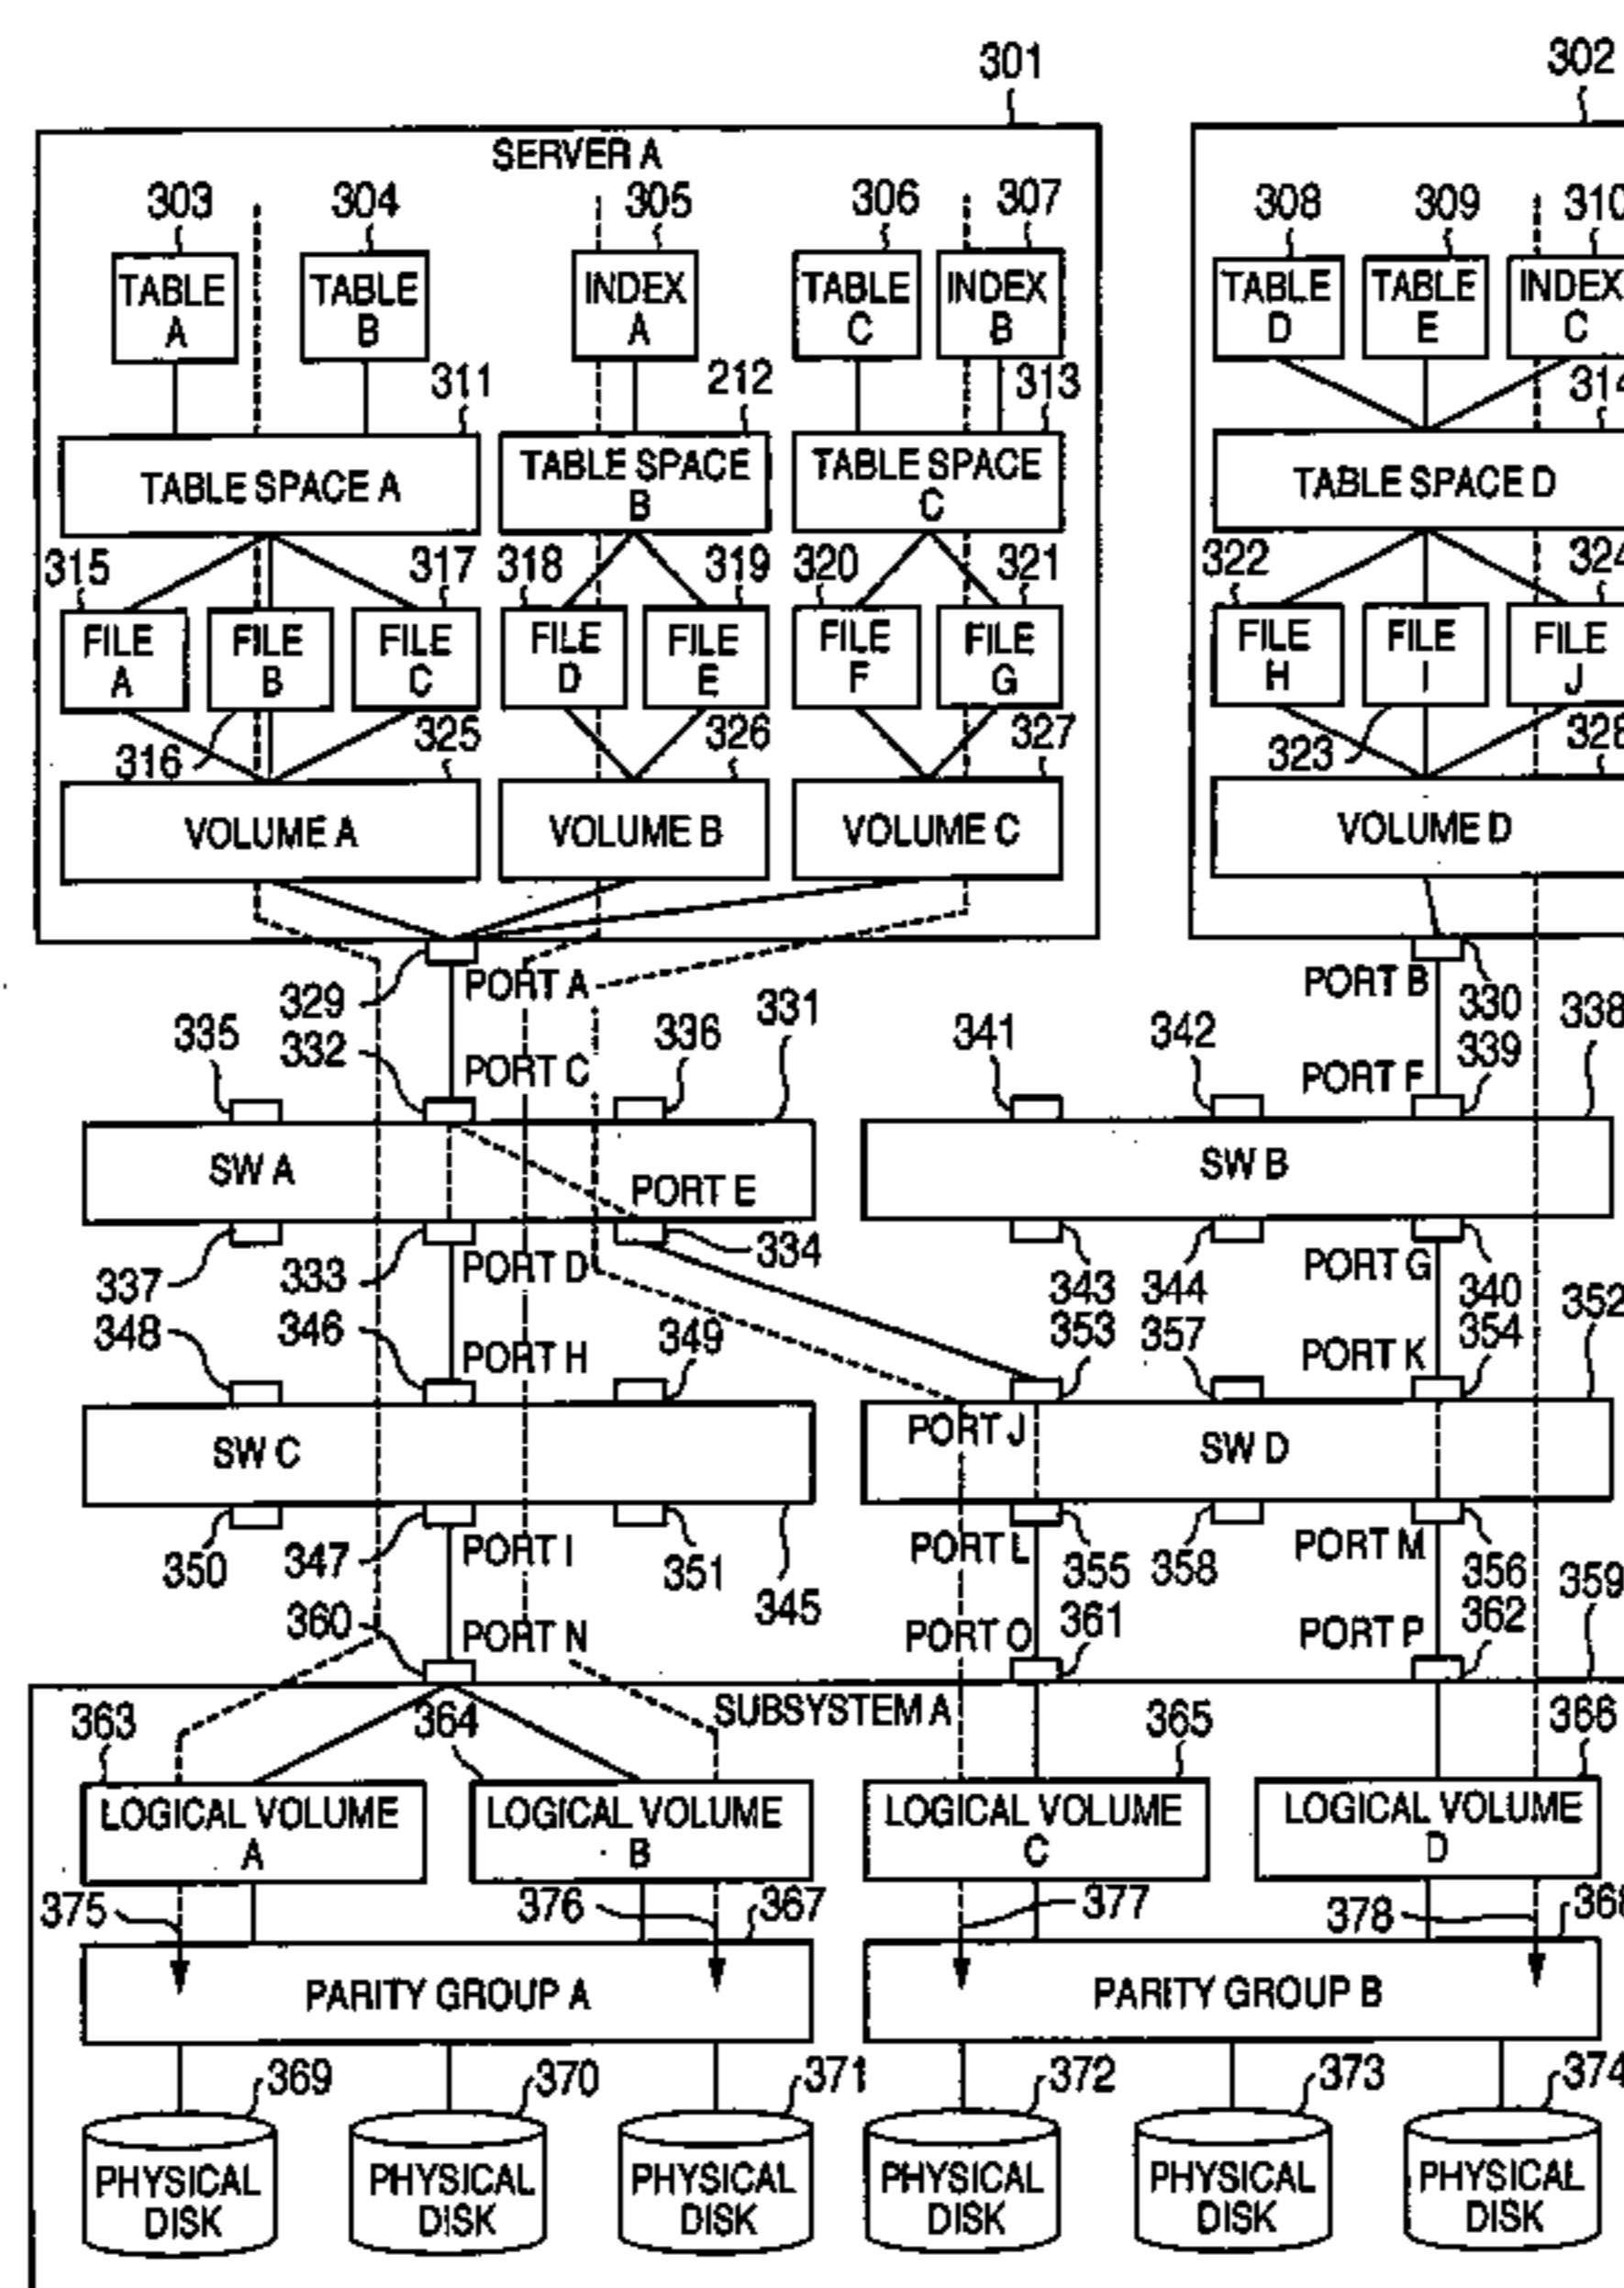 301
302
SERVER A
303
304
305
306
307
308
309
310
TABLE
A
TABLE
B
INDEX
A
TABLE
C
INDEX
B
TABLE
D
TABLE
E
INDEX
C
311
212
313
314
TABLE SPACE A
TABLE SPACE
B
TABLE SPACE
C
TABLE SPACE D
315
317
318
319
320
321
322
324
FILE
A
FILE
B
FILE
C
FILE
D
FILE
E
FILE
F
FILE
G
FILE
H
FILE
I
FILE
J
316
325
326
327
323
328
VOLUME A
VOLUME B
VOLUME C
VOLUME D
329
PORT A
PORT B
330
335
332
PORT C
336
331
341
342
PORT F
339
338
SW A
PORT E
SW B
337
333
PORT D
334
343
344
PORT G
340
348
346
PORT H
349
353
357
PORT K
354
352
SW C
PORT J
SW D
350
347
PORT I
351
345
PORT L
355
358
PORT M
356
359
360
PORT N
PORT O
361
PORT P
362
363
364
SUBSYSTEM A
365
366
LOGICAL VOLUME
A
LOGICAL VOLUME
B
LOGICAL VOLUME
C
LOGICAL VOLUME
D
375
376
367
377
378
368
PARITY GROUP A
PARITY GROUP B
369
370
371
372
373
374
PHYSICAL
DISK
PHYSICAL
DISK
PHYSICAL
DISK
PHYSICAL
DISK
PHYSICAL
DISK
PHYSICAL
DISK